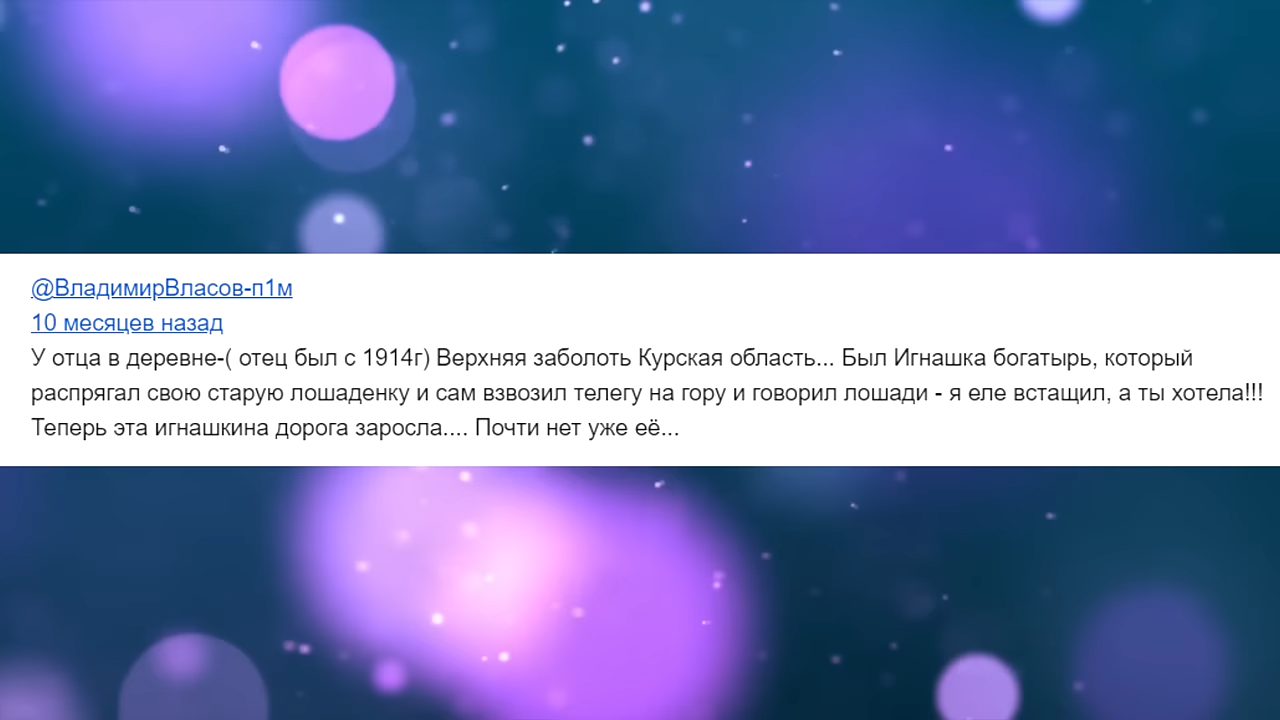 @ВладимирВласов-п1м
10 месяцев назад
У отца в деревне-( отец был с 1914г) Верхняя заболоть Курская область... Был Игнашка богатырь, который
распрягал свою старую лошаденку и сам взвозил телегу на гору и говорил лошади - я еле встащил, а ты хотела!!!
Теперь эта игнашкина дорога заросла.... Почти нет уже её...